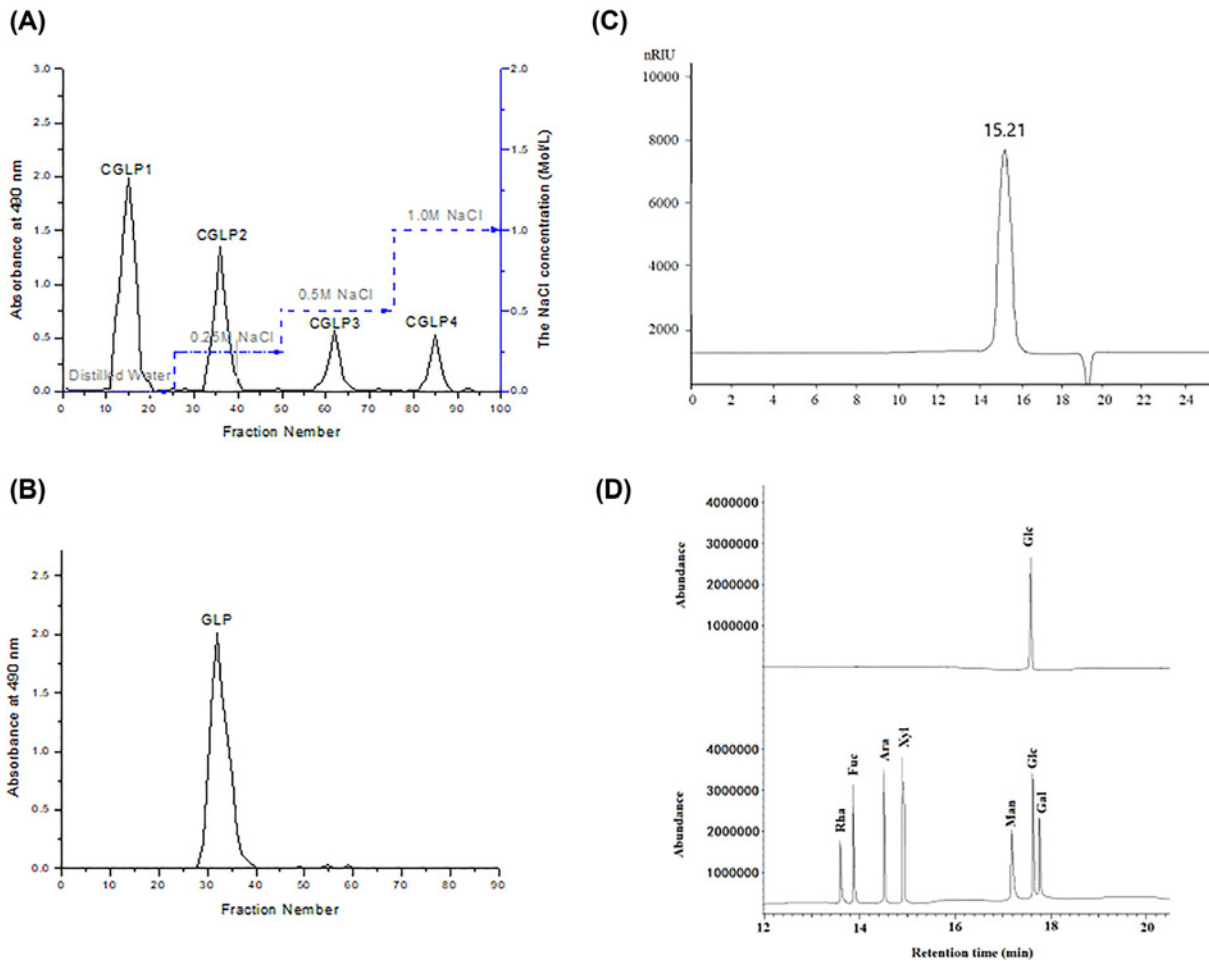 (A)
3.0
2.5
2.0
1.5
1.0
0.5
0.0
Absorbance at 490 nm
CGLP1
CGLP2
CGLP3
CGLP4
Distilled Water
0.25M NaCl
0.5M NaCl
1.0M NaCl
2.0
1.5
1.0
0.5
0.0
The NaCl concentration (Mol/L)
0 10 20 30 40 50 60 70 80 90 100
Fraction Nember
(B)
2.5
2.0
1.5
1.0
0.5
0.0
Absorbance at 490 nm
GLP
0 10 20 30 40 50 60 70 80 90
Fraction Nember
(C)
nRIU
10000
8000
6000
4000
2000
15.21
0 2 4 6 8 10 12 14 16 18 20 22 24
(D)
4000000
3000000
2000000
1000000
Abundance
Glc
4000000
3000000
2000000
1000000
Abundance
Rha
Fuc
Ara
Xyl
Man
Glc
Gal
12 14 16 18 20
Retention time (min)